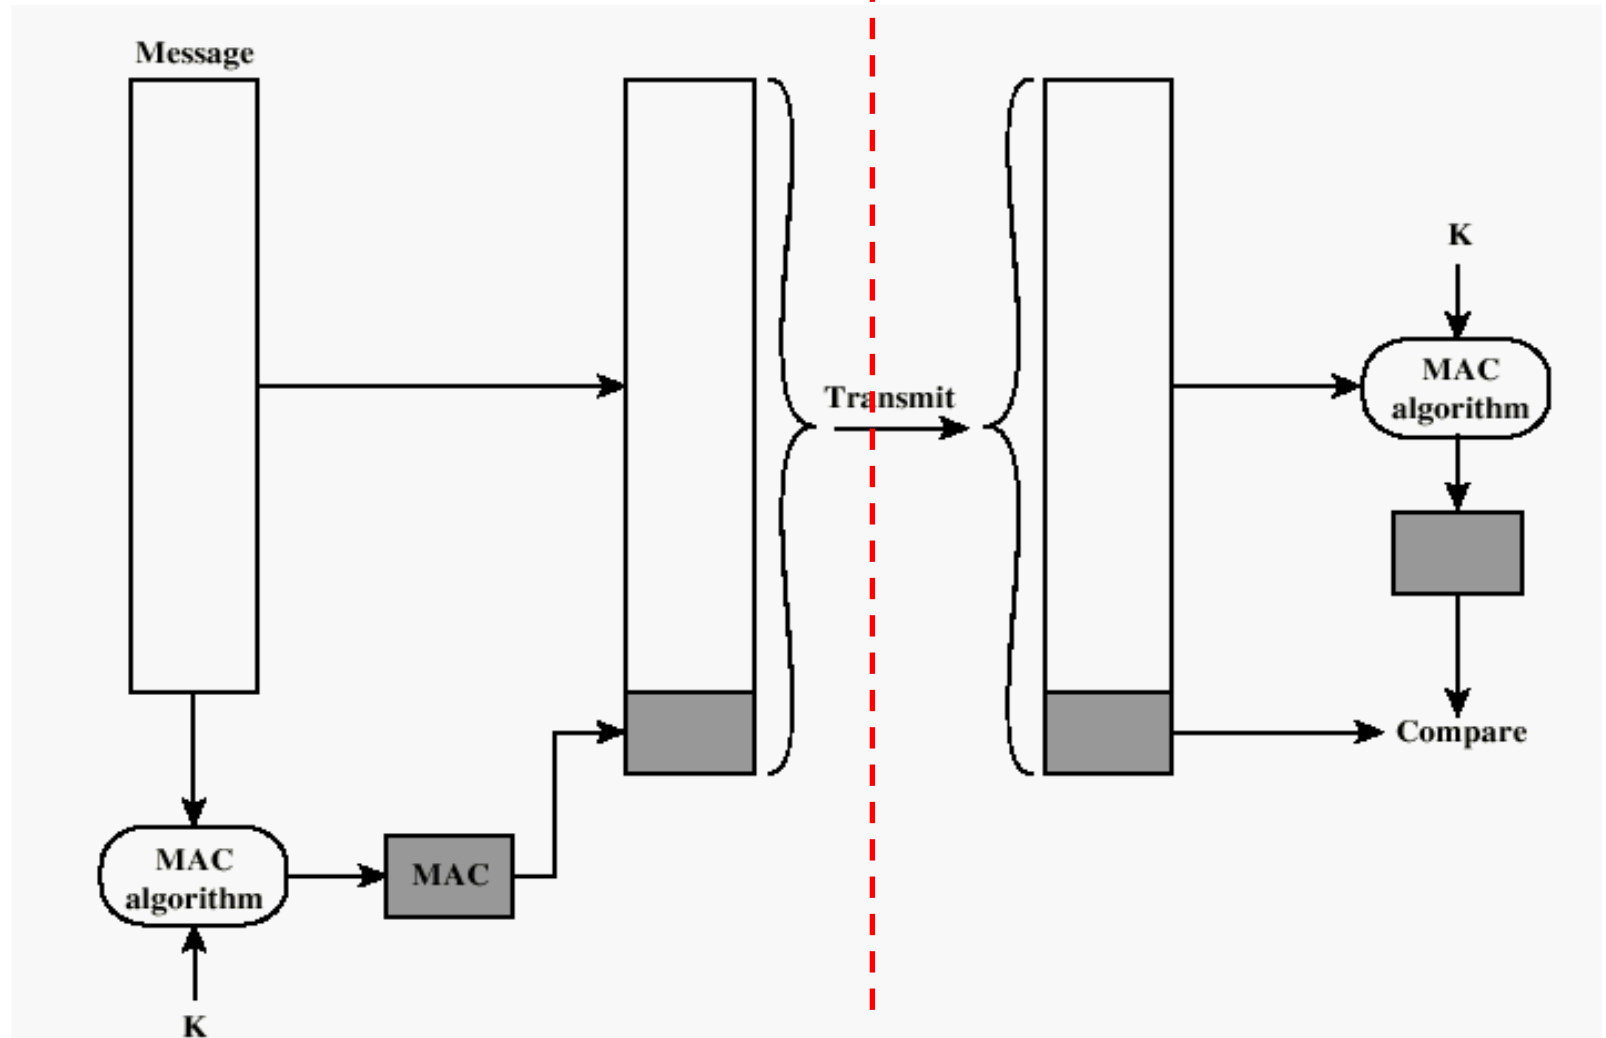 Message
K
Transmit
MAC
algorithm
Compare
MAC
algorithm
MAC
K